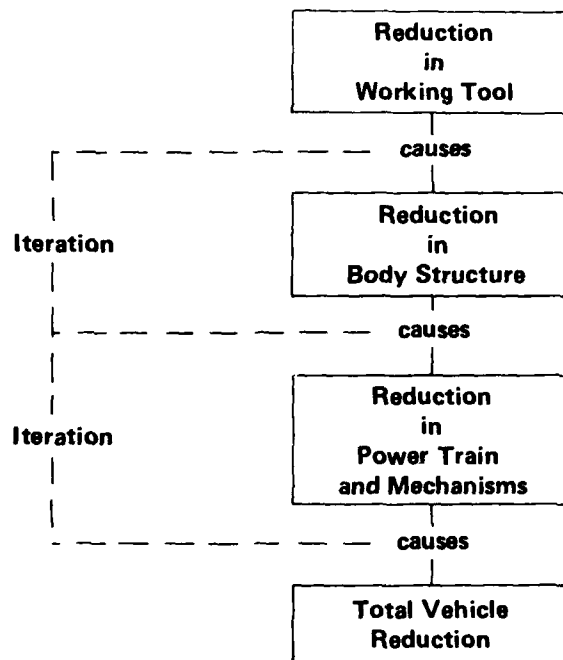 Reduction
in
Working Tool
causes
Iteration
Reduction
in
Body Structure
causes
Iteration
Reduction
in
Power Train
and Mechanisms
causes
Total Vehicle
Reduction